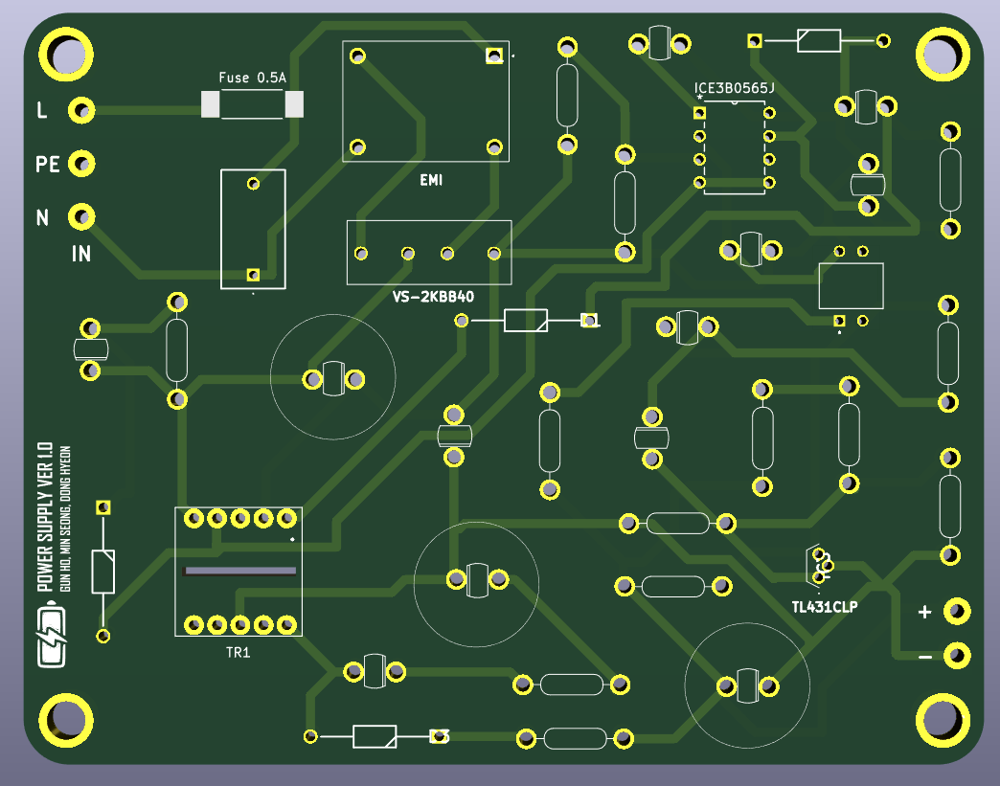 Fuse 0.5A
ICE3B0565J
*
L
PE
N
IN
EMI
VS-2KBB40
POWER SUPPLY VER 1.0
GUN HO, MIN SEONG, DONG HYEON
TL431CLP
+
−
TR1